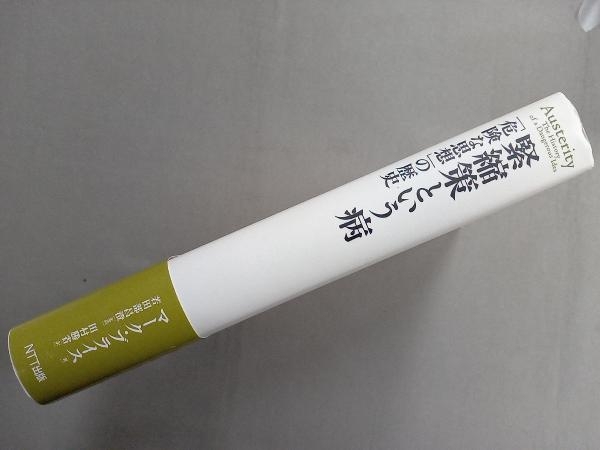 Austerity
The History
of a Dangerous Idea
緊縮策という病
「危険な思想」の歴史
マーク・ブライス 著
若田部昌澄 監訳
田村勝省 訳
NTT出版